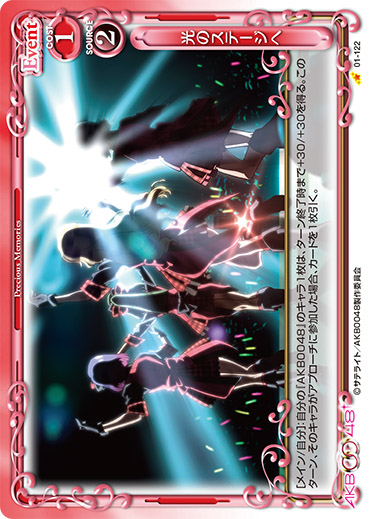 Event
COST
1
SOURCE
2
光のステージへ
Precious Memories
[メイン/自分]:自分の『AKB0048』のキャラ1枚は、ターン終了時まで+30/+30を得る。この
ターン、そのキャラがアプローチに参加した場合、カードを1枚引く。
AKB0048
©サテライト/AKB0048製作委員会
01-122